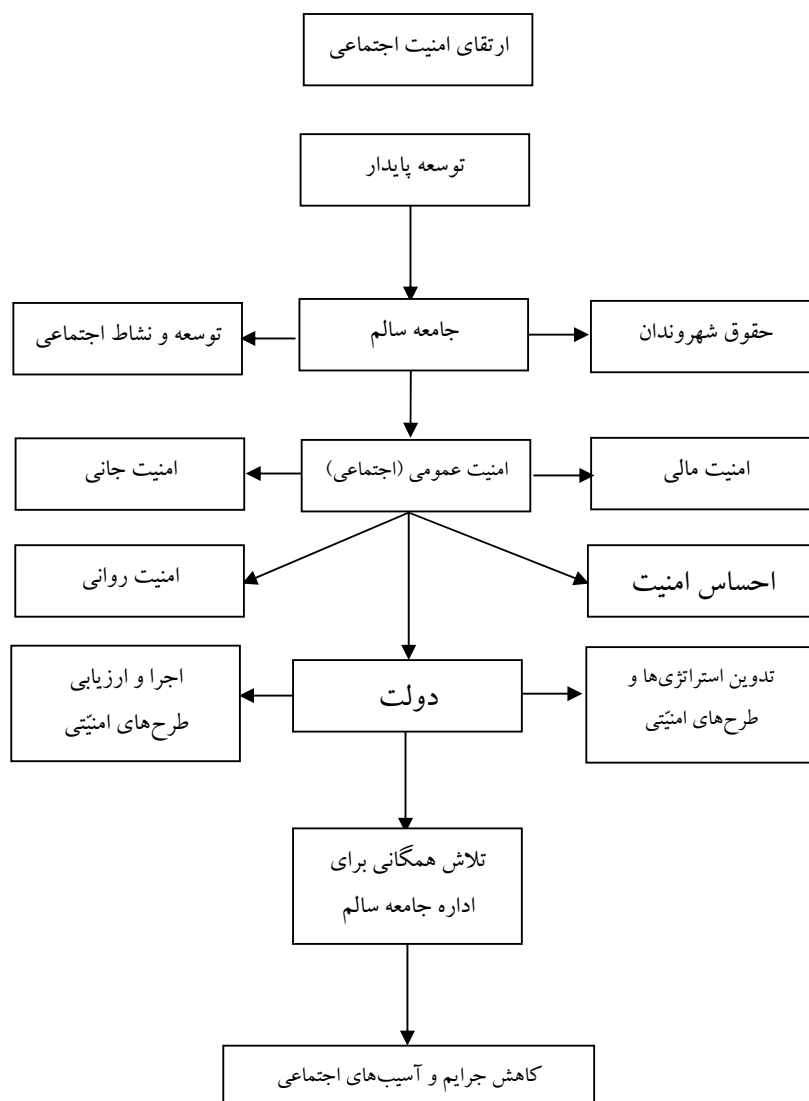 ارتقای امنیت اجتماعی
توسعه پایدار
حقوق شهروندان
جامعه سالم
توسعه و نشاط اجتماعی
امنیت مالی
امنیت عمومی (اجتماعی)
امنیت جانی
احساس امنیت
امنیت روانی
تدوین استراتژی‌ها و
طرح‌های امنیّتی
دولت
اجرا و ارزیابی
طرح‌های امنیّتی
تلاش همگانی برای
اداره جامعه سالم
کاهش جرایم و آسیب‌های اجتماعی